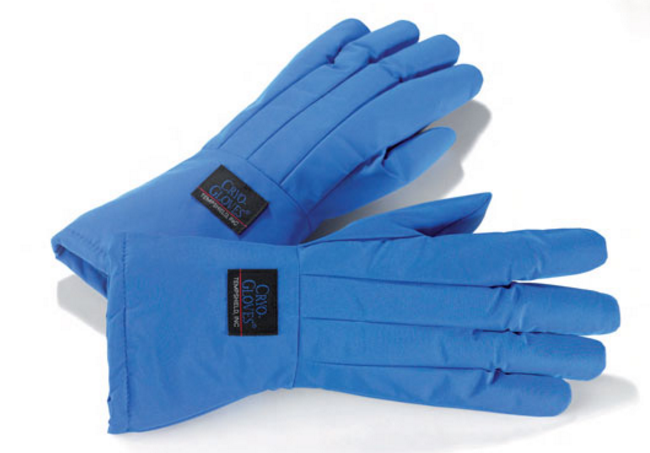 CRYO-
GLOVES®
TEMPSHIELD, INC.
CRYO-
GLOVES®
TEMPSHIELD, INC.